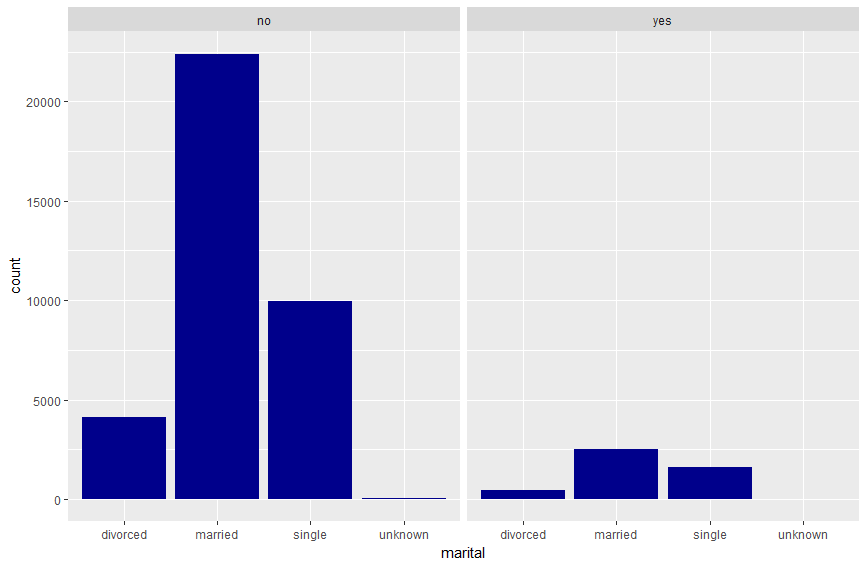 no yes
20000
15000
10000
5000
0
count
divorced married single unknown divorced married single unknown
marital